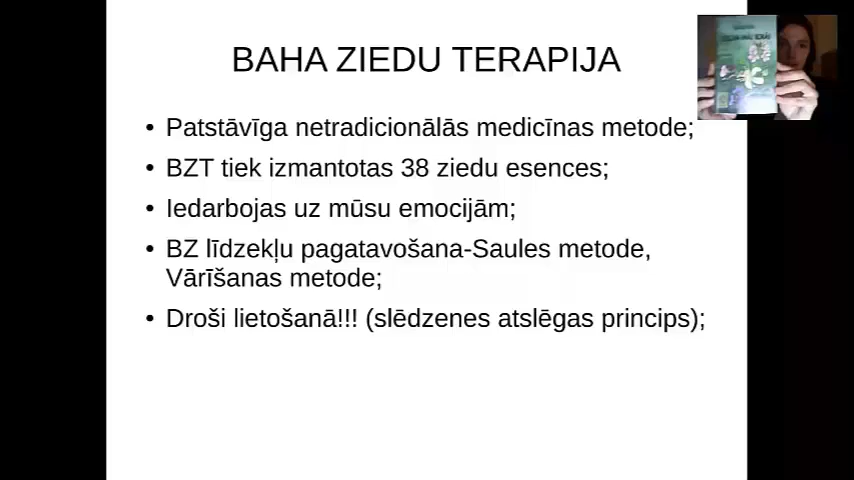 BAHA ZIEDU TERAPIJA
• Patstāvīga netradicionālās medicīnas metode;
• BZT tiek izmantotas 38 ziedu esences;
• Iedarbojas uz mūsu emocijām;
• BZ līdzekļu pagatavošana-Saules metode,
Vārīšanas metode;
• Droši lietošanā!!! (slēdzenes atslēgas princips);